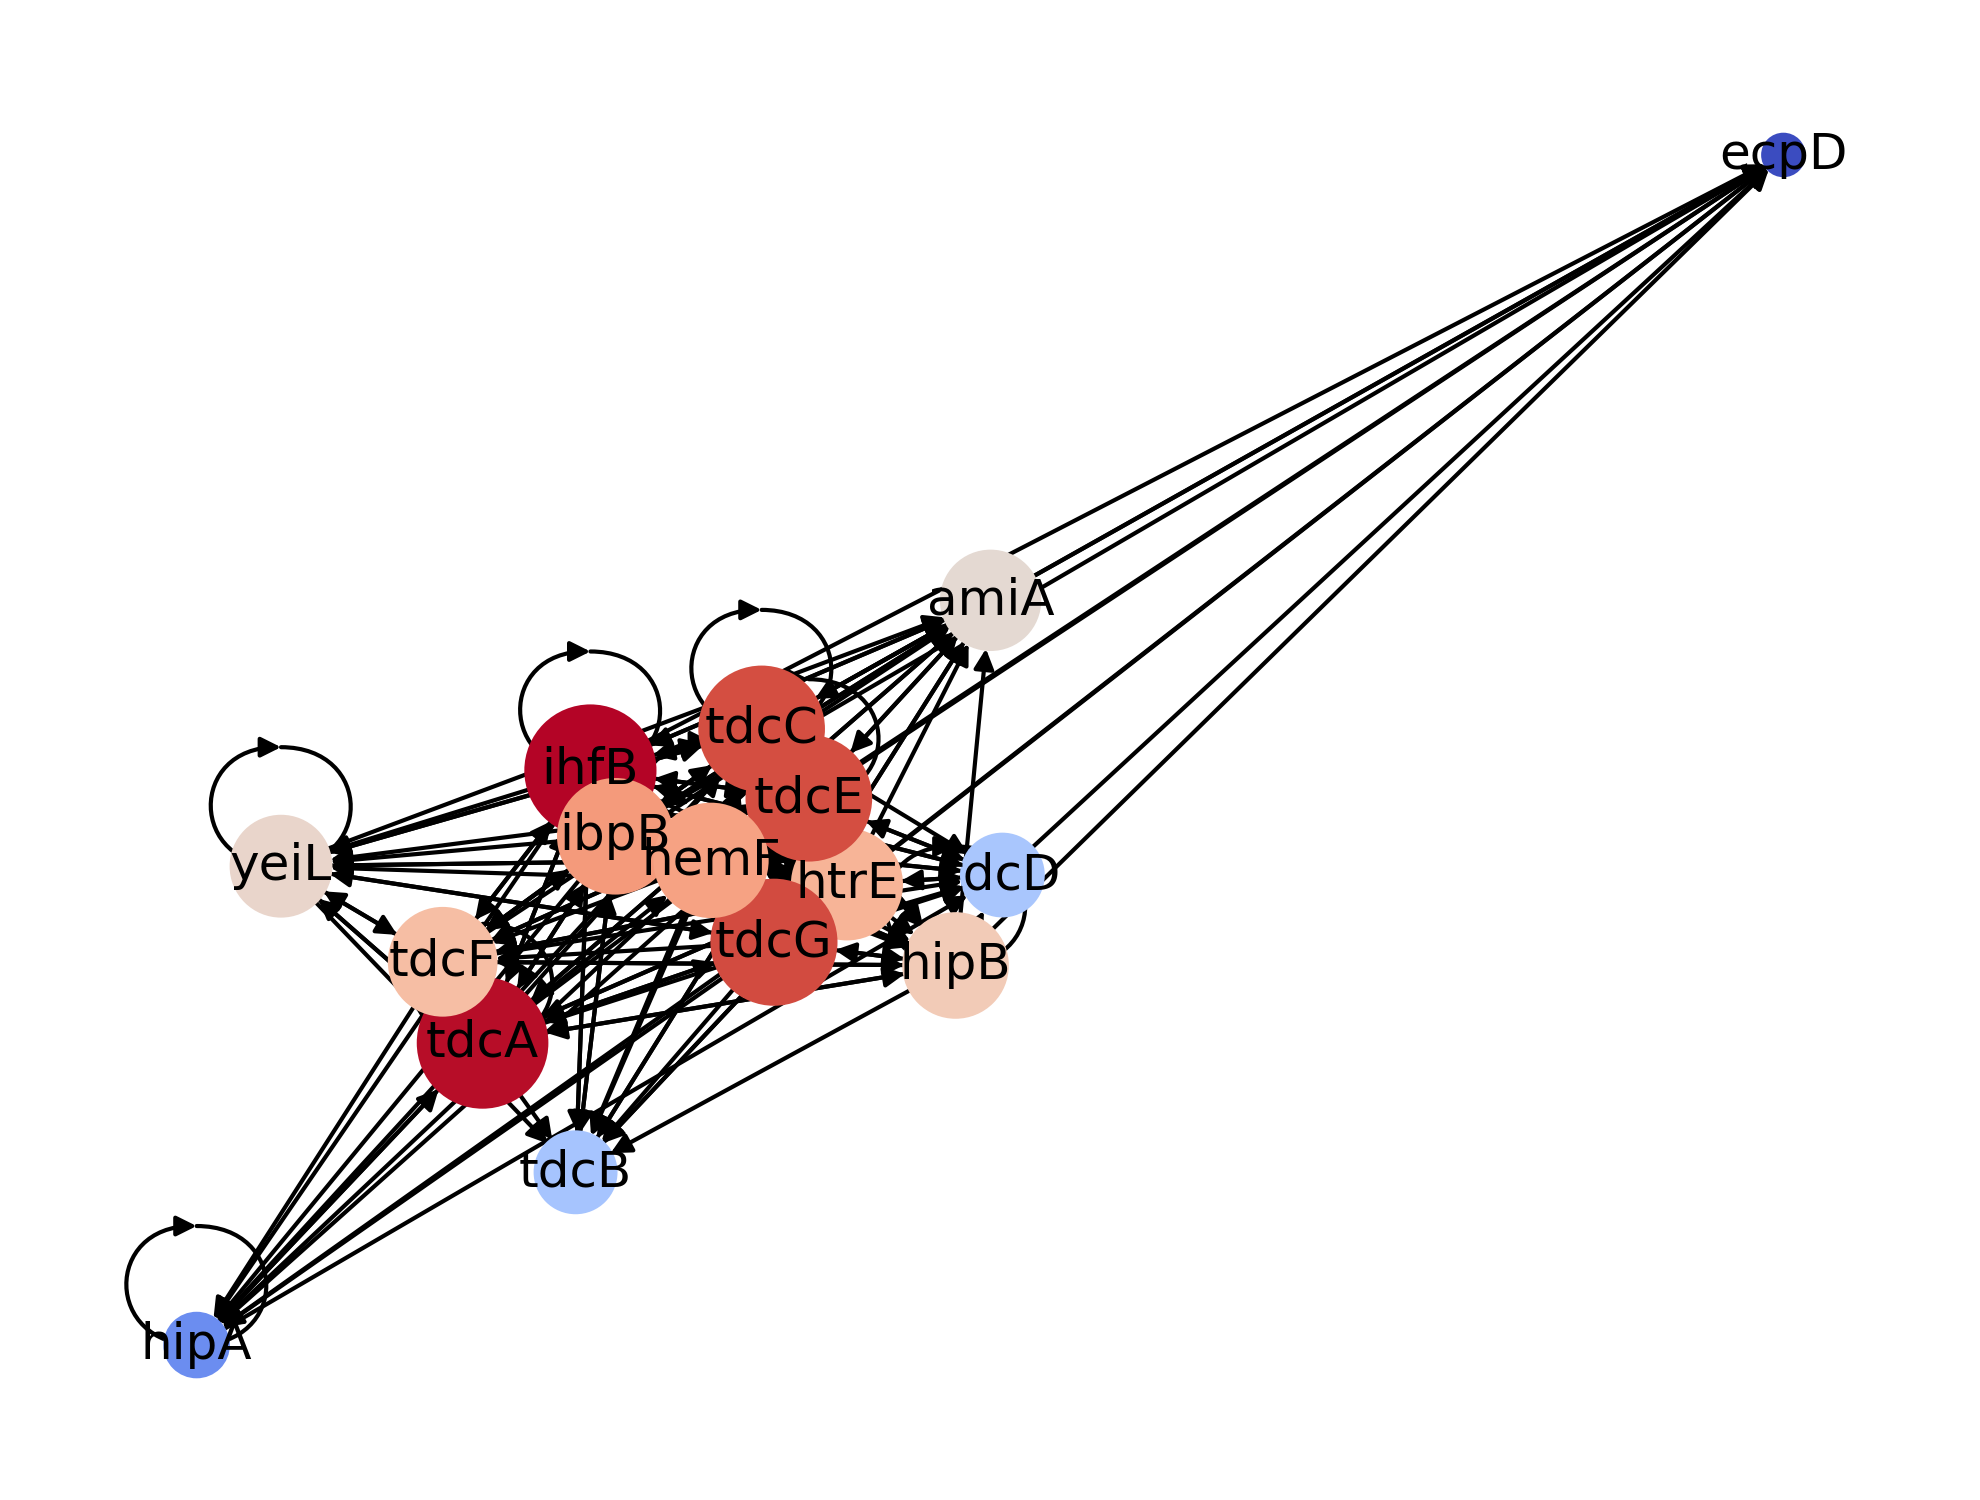 ecpD
amiA
tdcC
ihfB
tdcE
ibpB
hemF
yeiL
htrE
tdcD
tdcG
tdcF
hipB
tdcA
tdcB
hipA